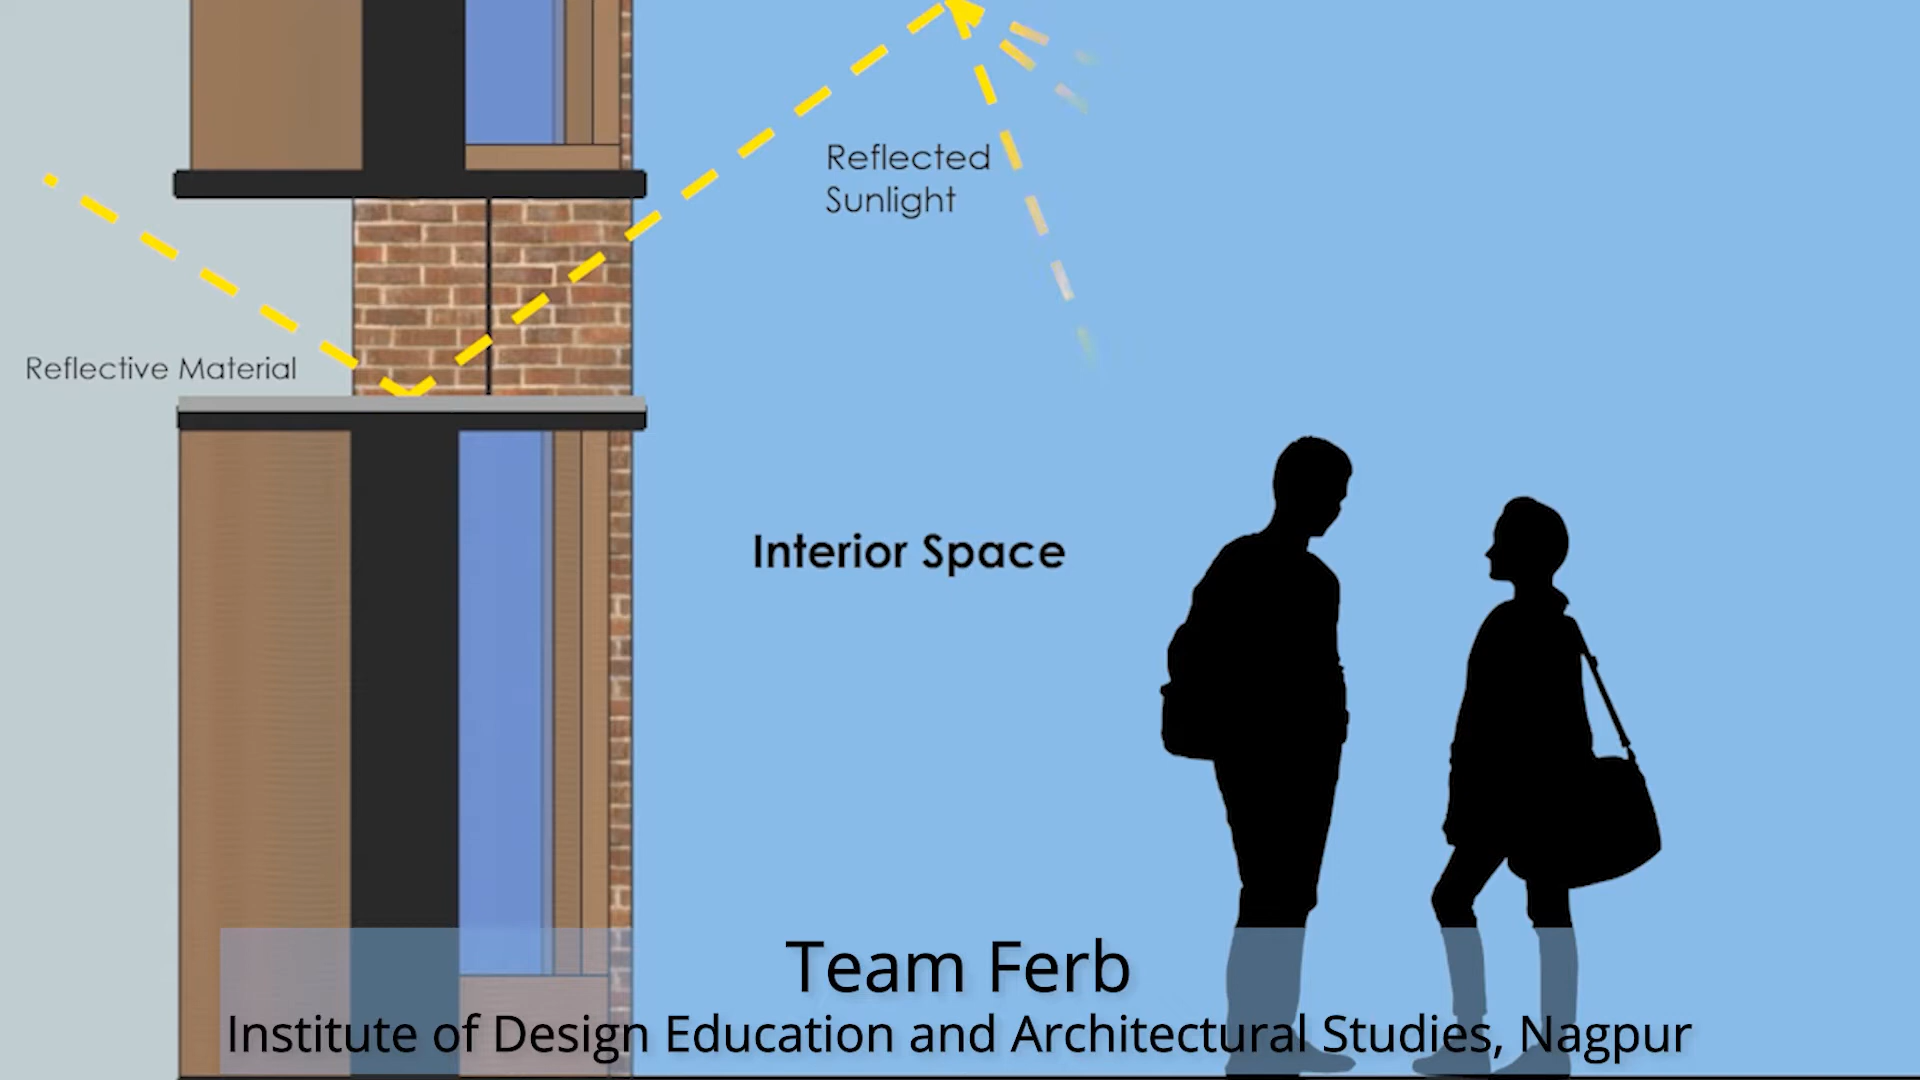 Reflected
Sunlight
Reflective Material
Interior Space
Team Ferb
Institute of Design Education and Architectural Studies, Nagpur